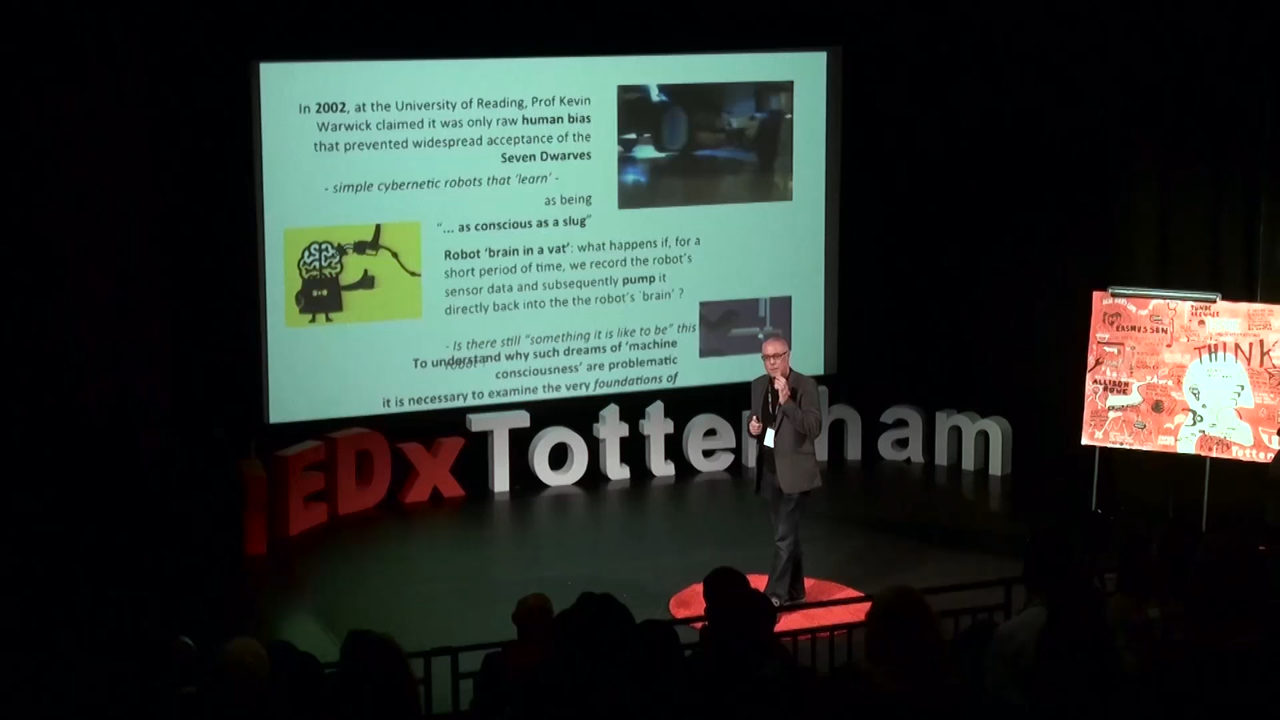 In 2002, at the University of Reading, Prof Kevin
Warwick claimed it was only raw human bias
that prevented widespread acceptance of the
Seven Dwarves
- simple cybernetic robots that 'learn' -
as being
"... as conscious as a slug"
Robot 'brain in a vat': what happens if, for a
short period of time, we record the robot's
sensor data and subsequently pump it
directly back into the the robot's `brain' ?
- Is there still "something it is like to be" this
To understand why such dreams of 'machine
consciousness' are problematic
it is necessary to examine the very foundations of
TEDxTottenham
RASMUSSON
THINK
ALLISON